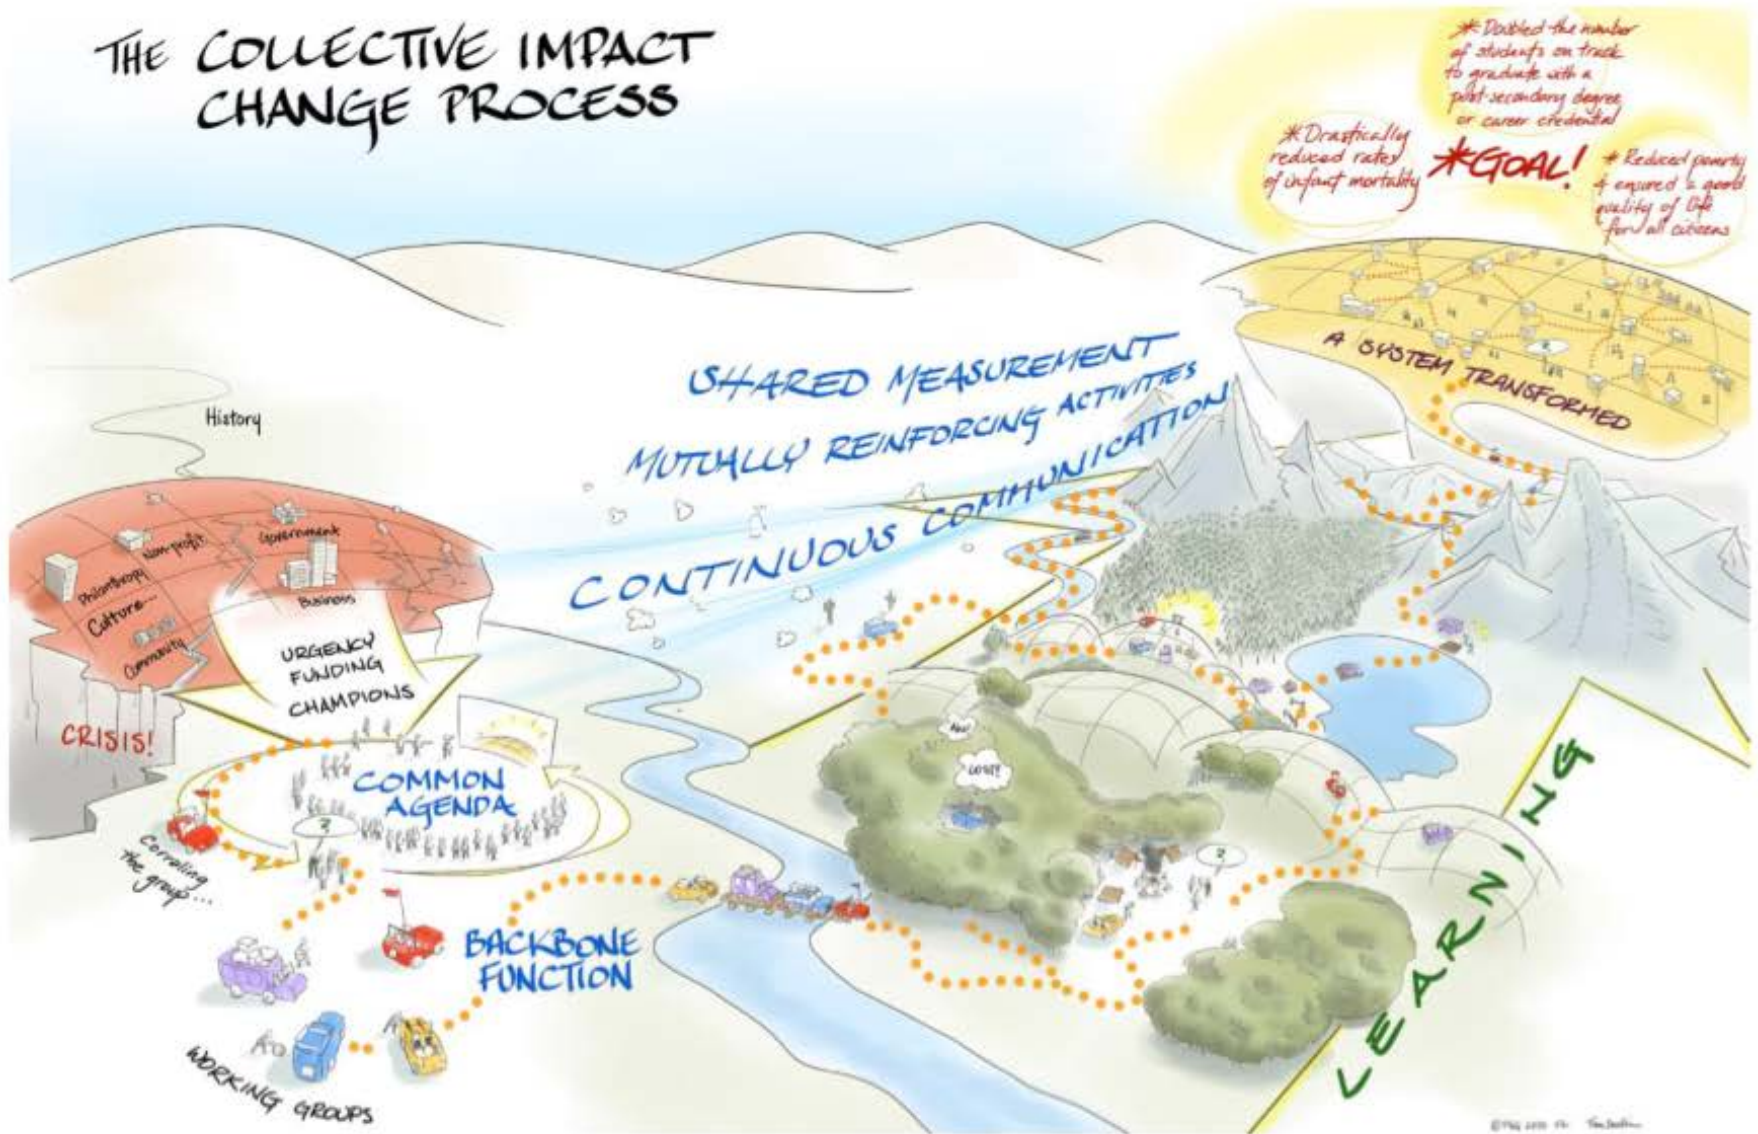 THE COLLECTIVE IMPACT
CHANGE PROCESS
* Doubled the number
of students on track
to graduate with a
post-secondary degree
or career credential
* Drastically
reduced rates
of infant mortality
*GOAL!
* Reduced poverty
& ensured a good
quality of life
for all citizens
A SYSTEM TRANSFORMED
SHARED MEASUREMENT
MUTUALLY REINFORCING ACTIVITIES
CONTINUOUS COMMUNICATION
History
Non-profit
Government
Philanthropy
Culture...
Business
Community
URGENCY
FUNDING
CHAMPIONS
CRISIS!
COMMON
AGENDA
?
Corralling
the group...
BACKBONE
FUNCTION
WORKING GROUPS
LOST!
?
LEARNING